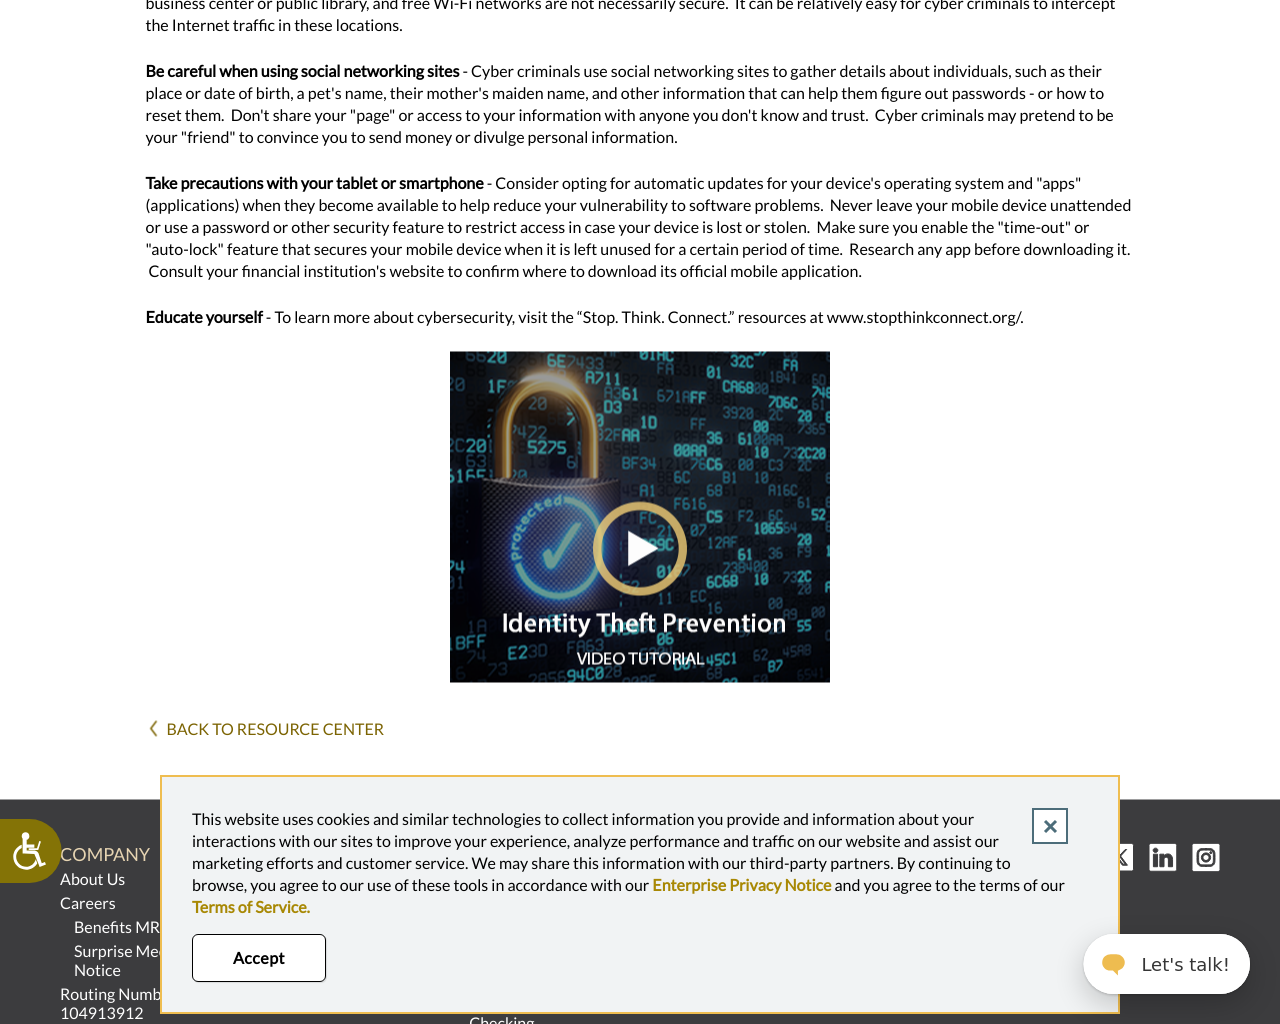 business center or public library, and free Wi-Fi networks are not necessarily secure.  It can be relatively easy for cyber criminals to intercept
the Internet traffic in these locations.
Be careful when using social networking sites - Cyber criminals use social networking sites to gather details about individuals, such as their
place or date of birth, a pet's name, their mother's maiden name, and other information that can help them figure out passwords - or how to
reset them.  Don't share your "page" or access to your information with anyone you don't know and trust.  Cyber criminals may pretend to be
your "friend" to convince you to send money or divulge personal information.
Take precautions with your tablet or smartphone - Consider opting for automatic updates for your device's operating system and "apps"
(applications) when they become available to help reduce your vulnerability to software problems.  Never leave your mobile device unattended
or use a password or other security feature to restrict access in case your device is lost or stolen.  Make sure you enable the "time-out" or
"auto-lock" feature that secures your mobile device when it is left unused for a certain period of time.  Research any app before downloading it.
Consult your financial institution's website to confirm where to download its official mobile application.
Educate yourself - To learn more about cybersecurity, visit the “Stop. Think. Connect.” resources at www.stopthinkconnect.org/.
protected
Identity Theft Prevention
VIDEO TUTORIAL
BACK TO RESOURCE CENTER
This website uses cookies and similar technologies to collect information you provide and information about your
interactions with our sites to improve your experience, analyze performance and traffic on our website and assist our
marketing efforts and customer service. We may share this information with our third-party partners. By continuing to
browse, you agree to our use of these tools in accordance with our Enterprise Privacy Notice and you agree to the terms of our
Terms of Service.
Accept
COMPANY
About Us
Careers
Benefits MR
Surprise Me
Notice
Routing Numb
104913912
Checking
Let's talk!